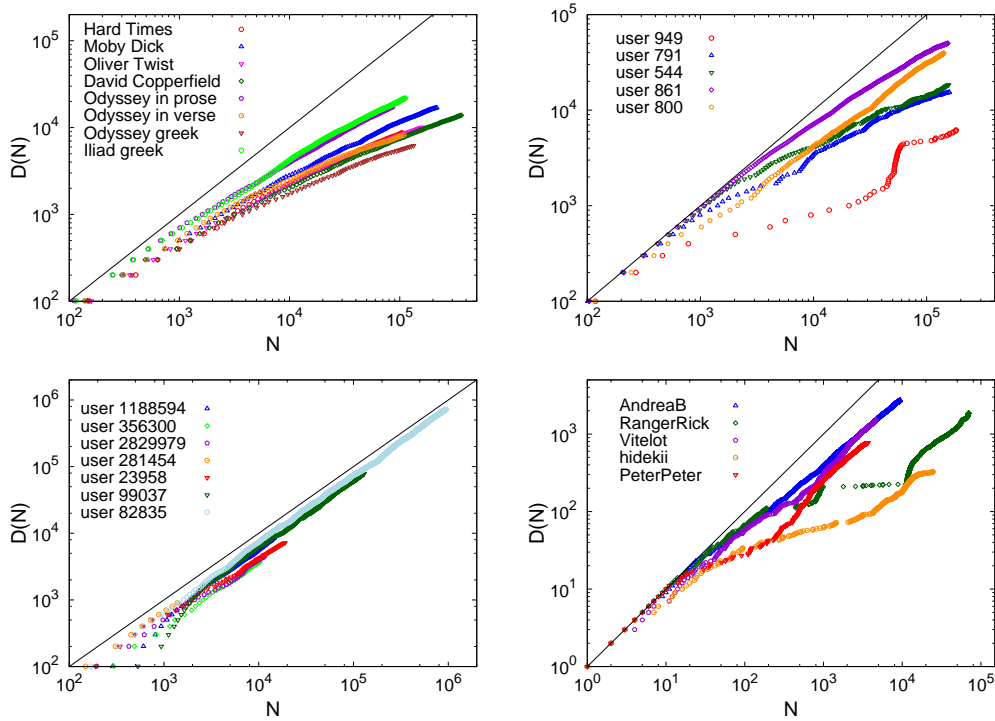 10^5
10^4
10^3
10^2
D(N)
Hard Times
Moby Dick
Oliver Twist
David Copperfield
Odyssey in prose
Odyssey in verse
Odyssey greek
Iliad greek
10^2 10^3 10^4 10^5
N
10^5
10^4
10^3
10^2
D(N)
user 949
user 791
user 544
user 861
user 800
10^2 10^3 10^4 10^5
N
10^6
10^5
10^4
10^3
10^2
D(N)
user 1188594
user 356300
user 2829979
user 281454
user 23958
user 99037
user 82835
10^2 10^3 10^4 10^5 10^6
N
10^3
10^2
10^1
10^0
D(N)
AndreaB
RangerRick
Vitelot
hidekii
PeterPeter
10^0 10^1 10^2 10^3 10^4 10^5
N